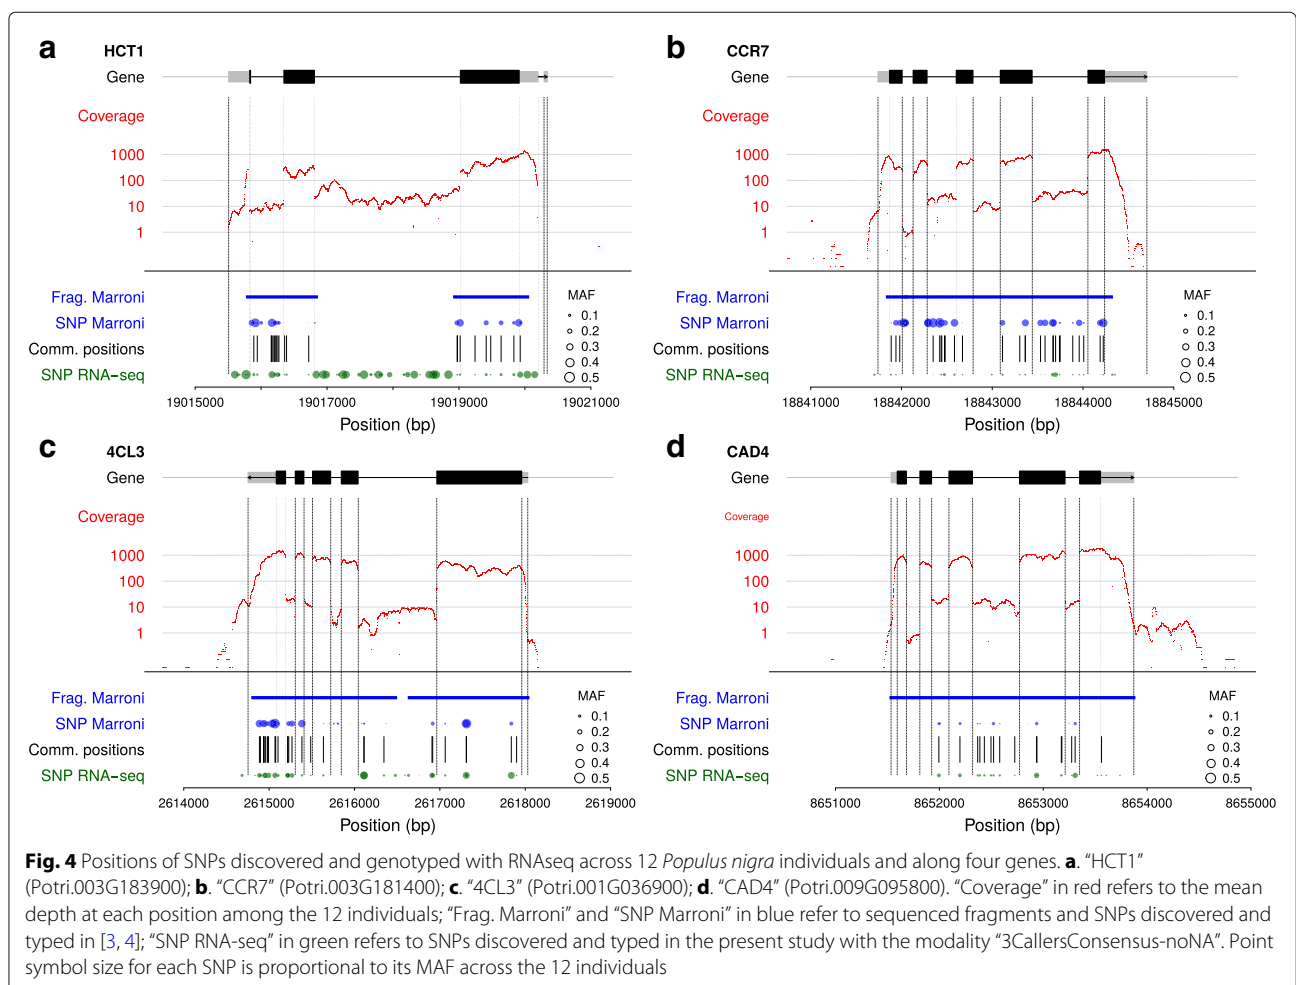 a
HCT1
Gene
Coverage
1000
100
10
1
Frag. Marroni
SNP Marroni
Comm. positions
SNP RNA−seq
MAF
0.1
0.2
0.3
0.4
0.5
19015000 19017000 19019000 19021000
Position (bp)
b
CCR7
Gene
Coverage
1000
100
10
1
Frag. Marroni
SNP Marroni
Comm. positions
SNP RNA−seq
MAF
0.1
0.2
0.3
0.4
0.5
18841000 18842000 18843000 18844000 18845000
Position (bp)
c
4CL3
Gene
Coverage
1000
100
10
1
Frag. Marroni
SNP Marroni
Comm. positions
SNP RNA−seq
MAF
0.1
0.2
0.3
0.4
0.5
2614000 2615000 2616000 2617000 2618000 2619000
Position (bp)
d
CAD4
Gene
Coverage
1000
100
10
1
Frag. Marroni
SNP Marroni
Comm. positions
SNP RNA−seq
MAF
0.1
0.2
0.3
0.4
0.5
8651000 8652000 8653000 8654000 8655000
Position (bp)
Fig. 4 Positions of SNPs discovered and genotyped with RNAseq across 12 Populus nigra individuals and along four genes. a. “HCT1”
(Potri.003G183900); b. “CCR7” (Potri.003G181400); c. “4CL3” (Potri.001G036900); d. “CAD4” (Potri.009G095800). “Coverage” in red refers to the mean
depth at each position among the 12 individuals; “Frag. Marroni” and “SNP Marroni” in blue refer to sequenced fragments and SNPs discovered and
typed in [3, 4]; “SNP RNA-seq” in green refers to SNPs discovered and typed in the present study with the modality “3CallersConsensus-noNA”. Point
symbol size for each SNP is proportional to its MAF across the 12 individuals